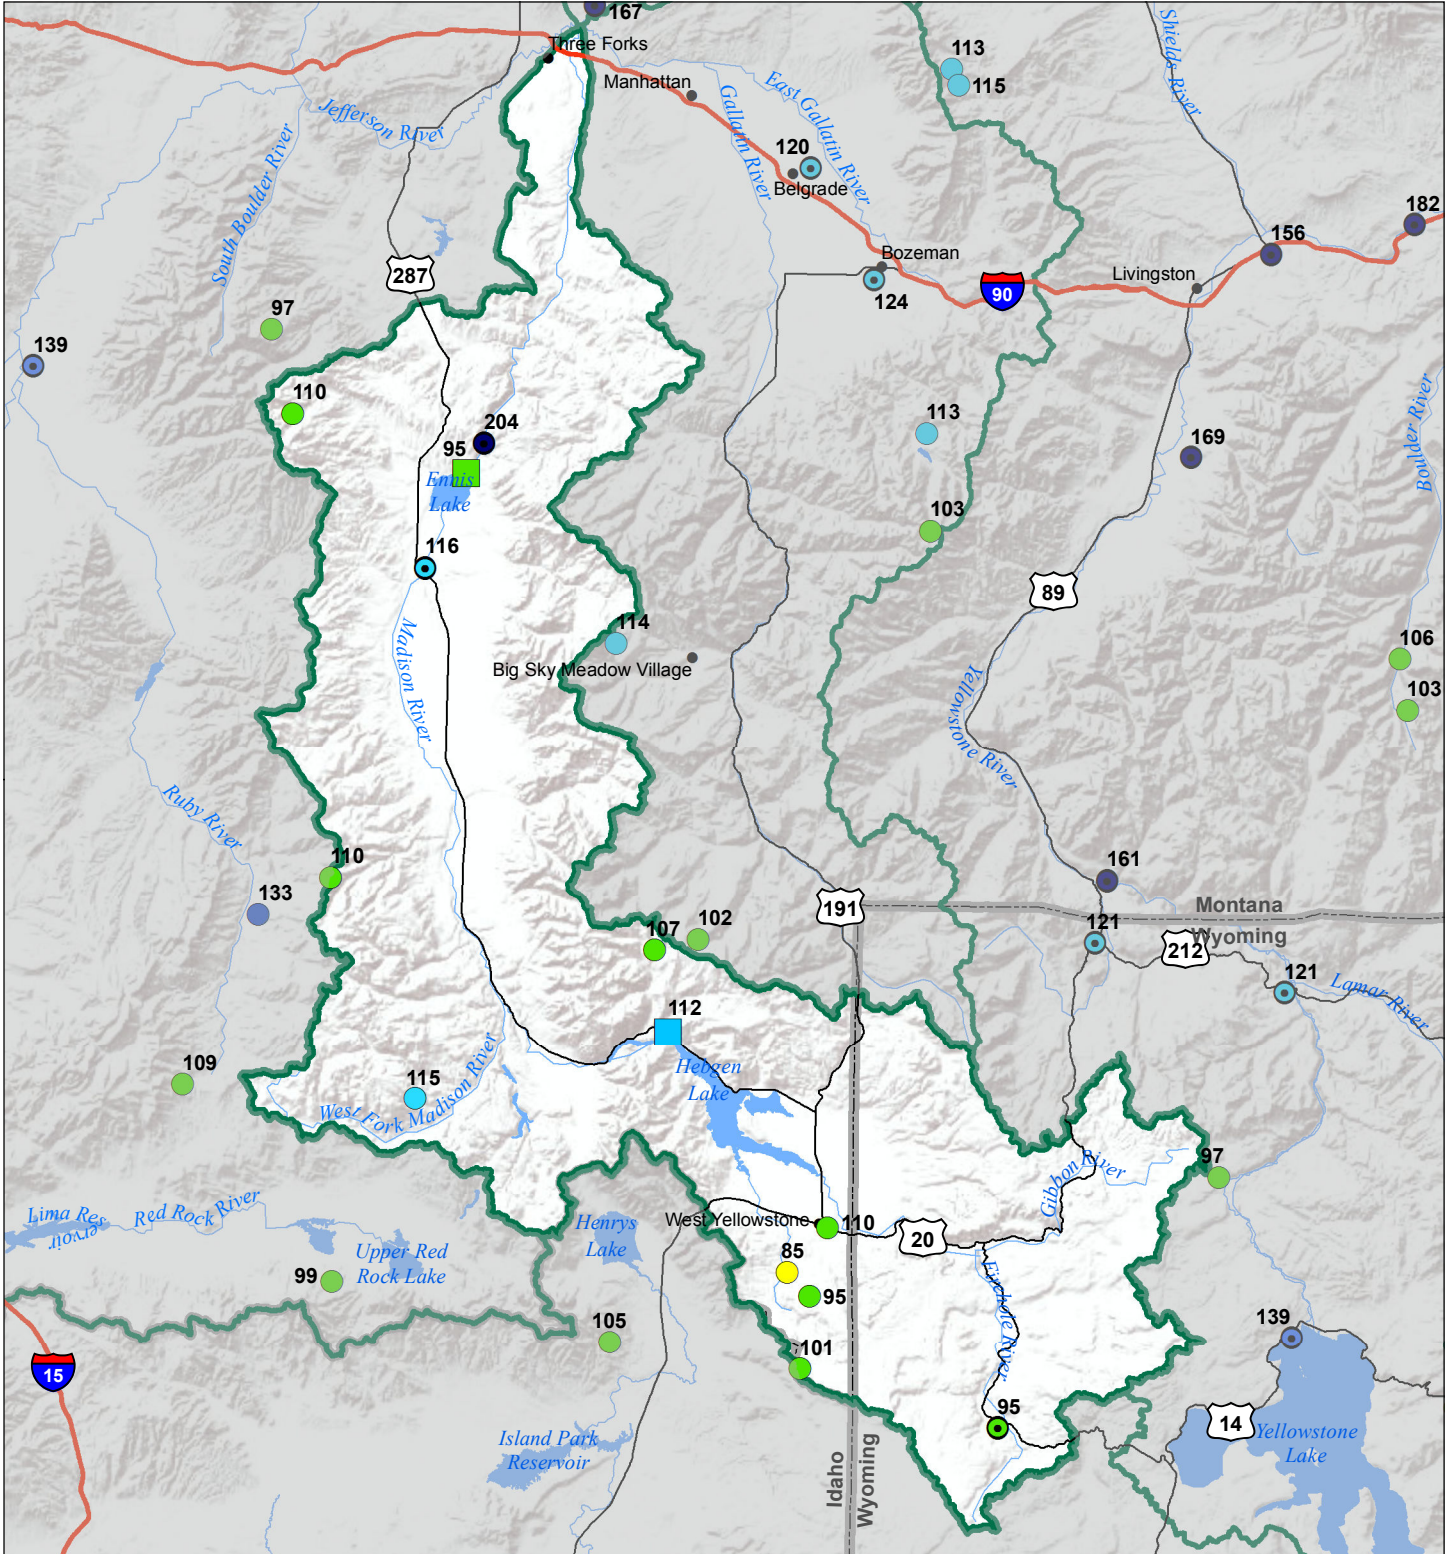 167
Three Forks
113
115
Manhattan
Shields River
East Gallatin River
Gallatin River
Jefferson River
South Boulder River
120
Belgrade
182
156
Bozeman
Livingston
287
124
90
97
139
110
Boulder River
204
95
Ennis
Lake
113
169
103
116
89
Madison River
114
Big Sky Meadow Village
106
103
Yellowstone River
Ruby River
110
133
161
191
Montana
Wyoming
121
212
107
102
121
Lamar River
112
Hebgen
Lake
109
115
West Fork Madison River
Gibbon River
97
Lima Reservoir
Red Rock River
Upper Red
Rock Lake
Henrys
Lake
West Yellowstone
110
20
85
95
Firehole River
99
105
101
139
15
95
14
Yellowstone
Lake
Island Park
Reservoir
Idaho
Wyoming